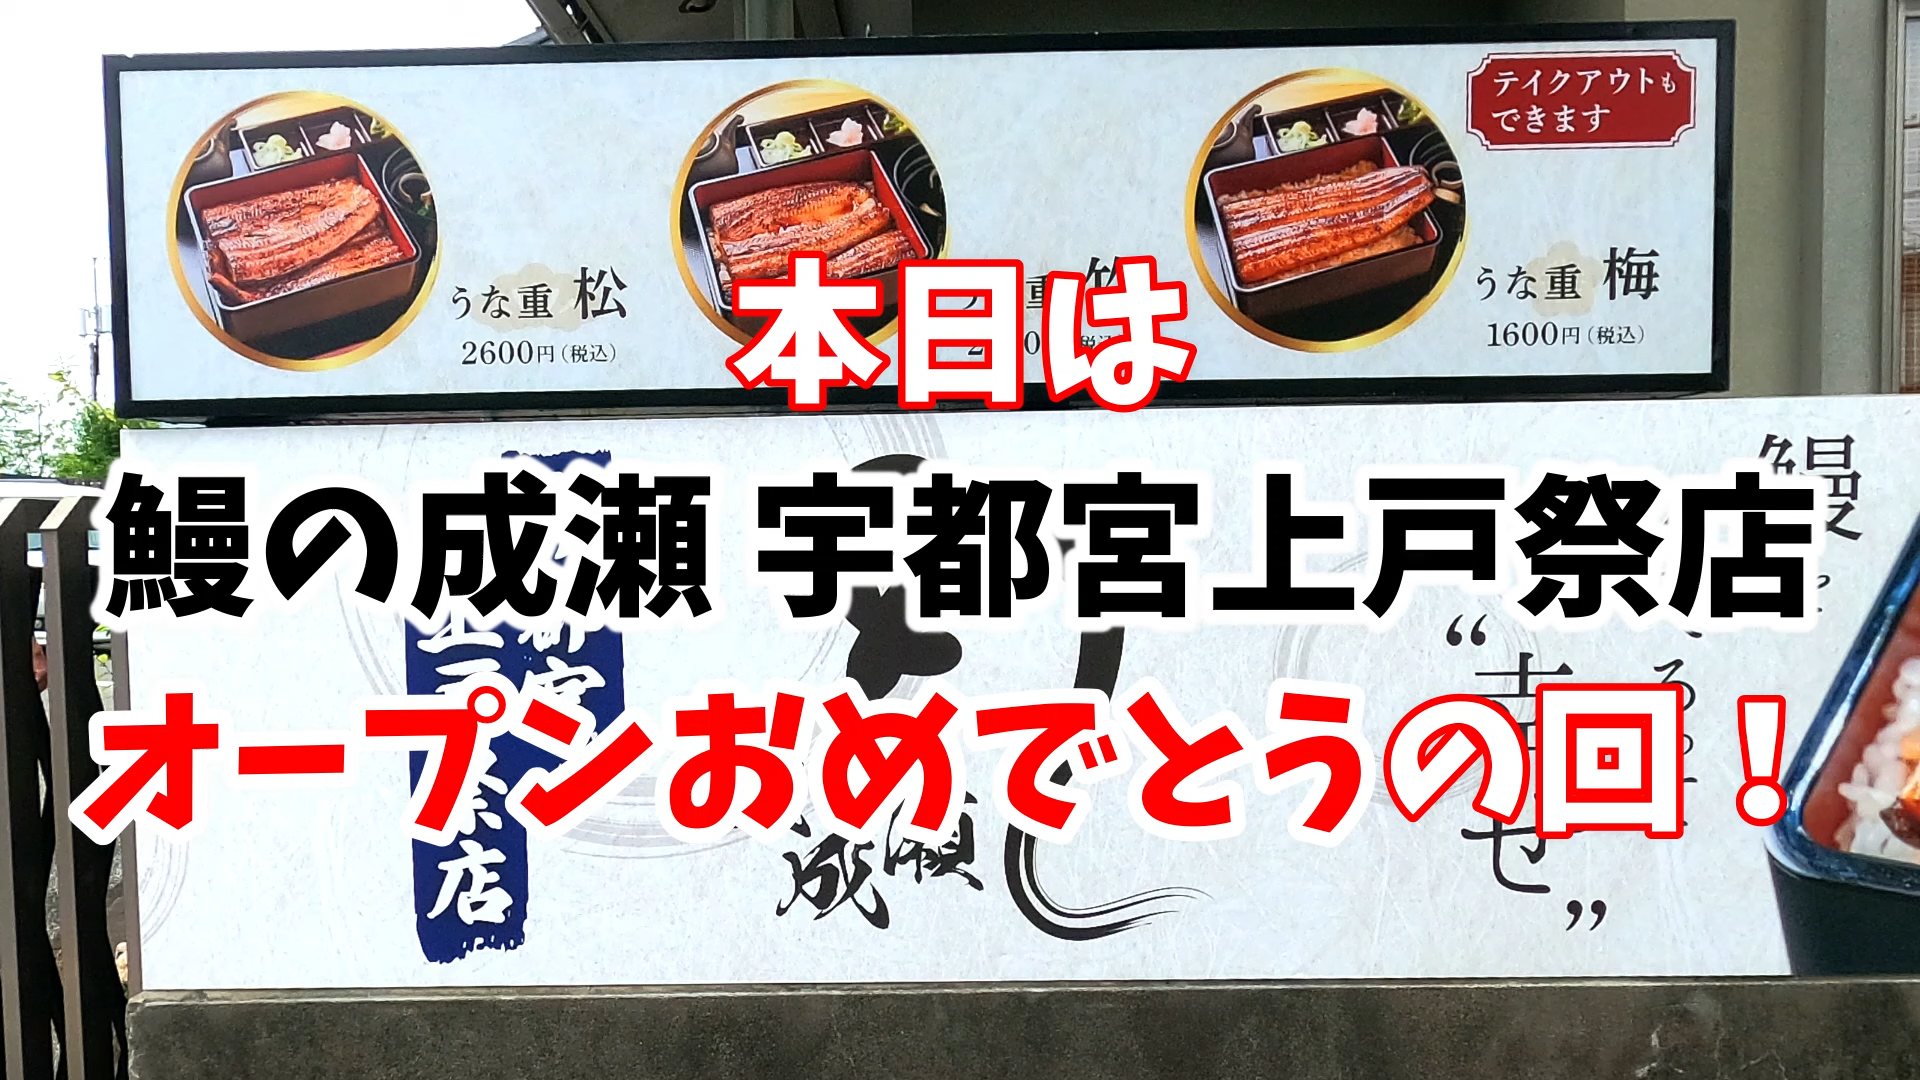 テイクアウトも
できます
うな重 松
2600円（税込）
うな重 梅
1600円（税込）
本日は
鰻の成瀬 宇都宮上戸祭店
オープンおめでとうの回！
鰻
店
成瀬